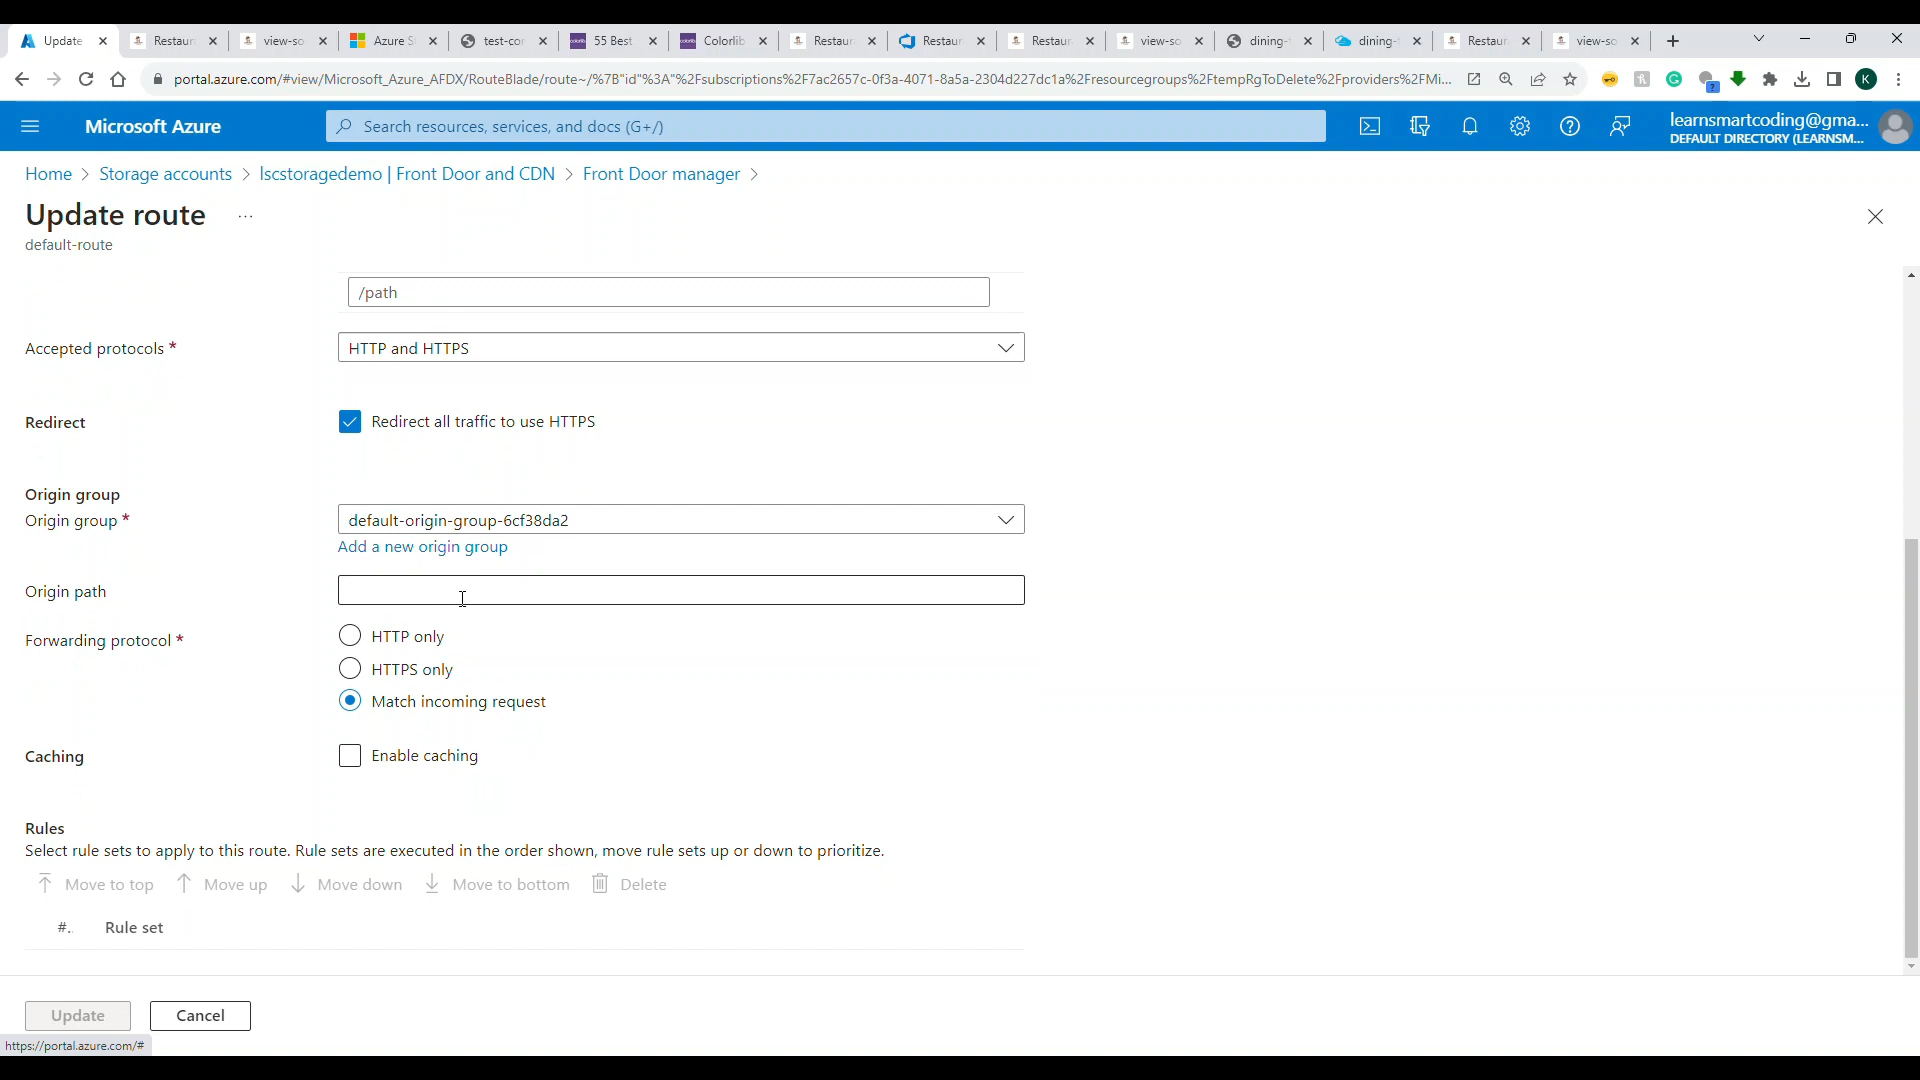 Update
Restaur
view-so
Azure S
test-cor
55 Best
Colorlib
Restaur
Restaur
Restaur
view-so
dining-
dining-
Restaur
view-so
portal.azure.com/#view/Microsoft_Azure_AFDX/RouteBlade/route~/%7B"id"%3A"%2Fsubscriptions%2F7ac2657c-0f3a-4071-8a5a-2304d227dc1a%2Fresourcegroups%2FtempRgToDelete%2Fproviders%2FMi...
K
Microsoft Azure
Search resources, services, and docs (G+/)
learnsmartcoding@gma...
DEFAULT DIRECTORY (LEARNSM...
Home > Storage accounts > lscstoragedemo | Front Door and CDN > Front Door manager >
Update route ...
default-route
/path
Accepted protocols * HTTP and HTTPS
Redirect Redirect all traffic to use HTTPS
Origin group
Origin group * default-origin-group-6cf38da2
Add a new origin group
Origin path
Forwarding protocol * HTTP only
HTTPS only
Match incoming request
Caching Enable caching
Rules
Select rule sets to apply to this route. Rule sets are executed in the order shown, move rule sets up or down to prioritize.
Move to top Move up Move down Move to bottom Delete
#. Rule set
Update Cancel
https://portal.azure.com/#